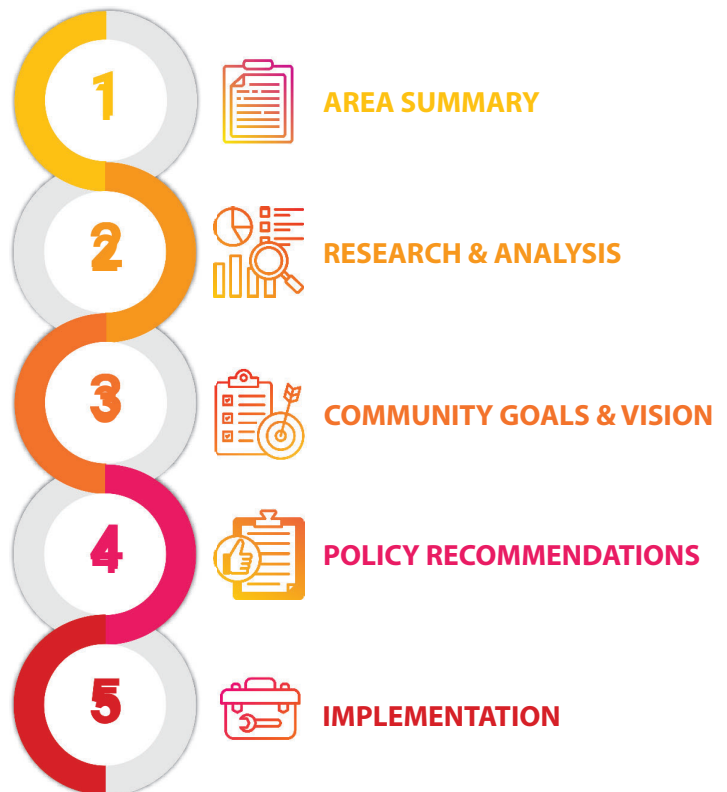 1
AREA SUMMARY
2
RESEARCH & ANALYSIS
3
COMMUNITY GOALS & VISION
4
POLICY RECOMMENDATIONS
5
IMPLEMENTATION